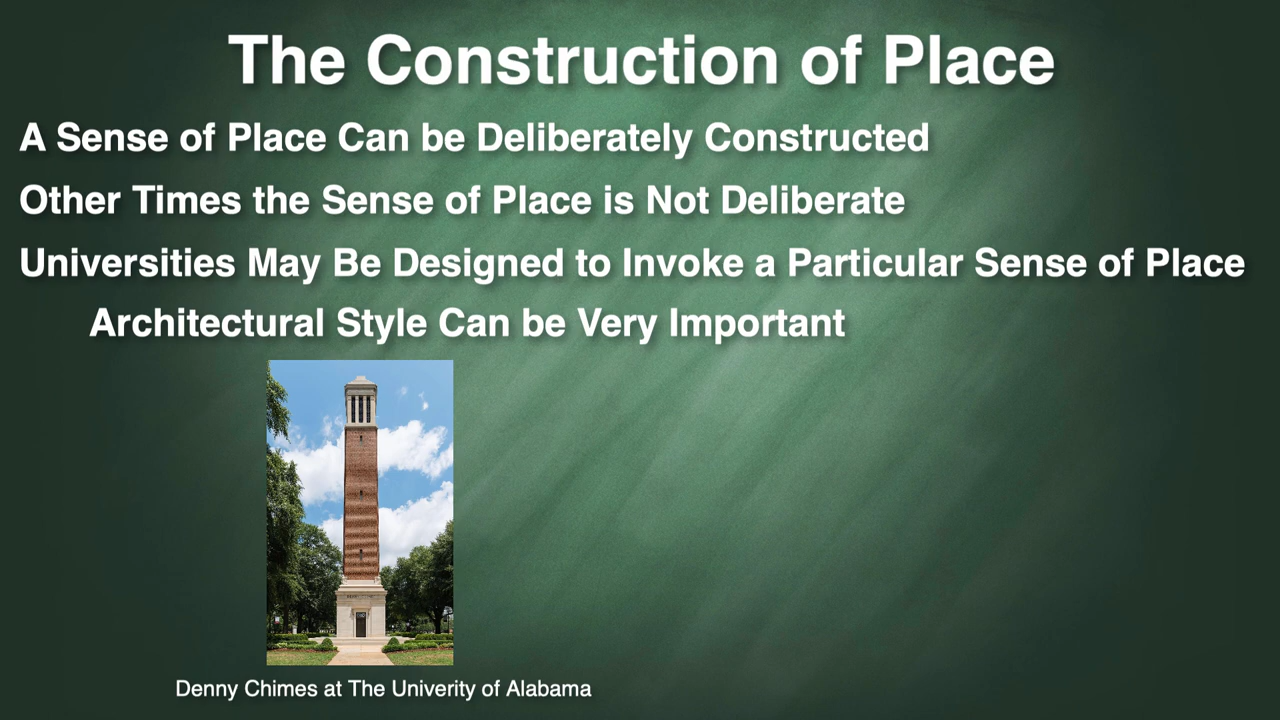 The Construction of Place
A Sense of Place Can be Deliberately Constructed
Other Times the Sense of Place is Not Deliberate
Universities May Be Designed to Invoke a Particular Sense of Place
Architectural Style Can be Very Important
Denny Chimes at The Univerity of Alabama